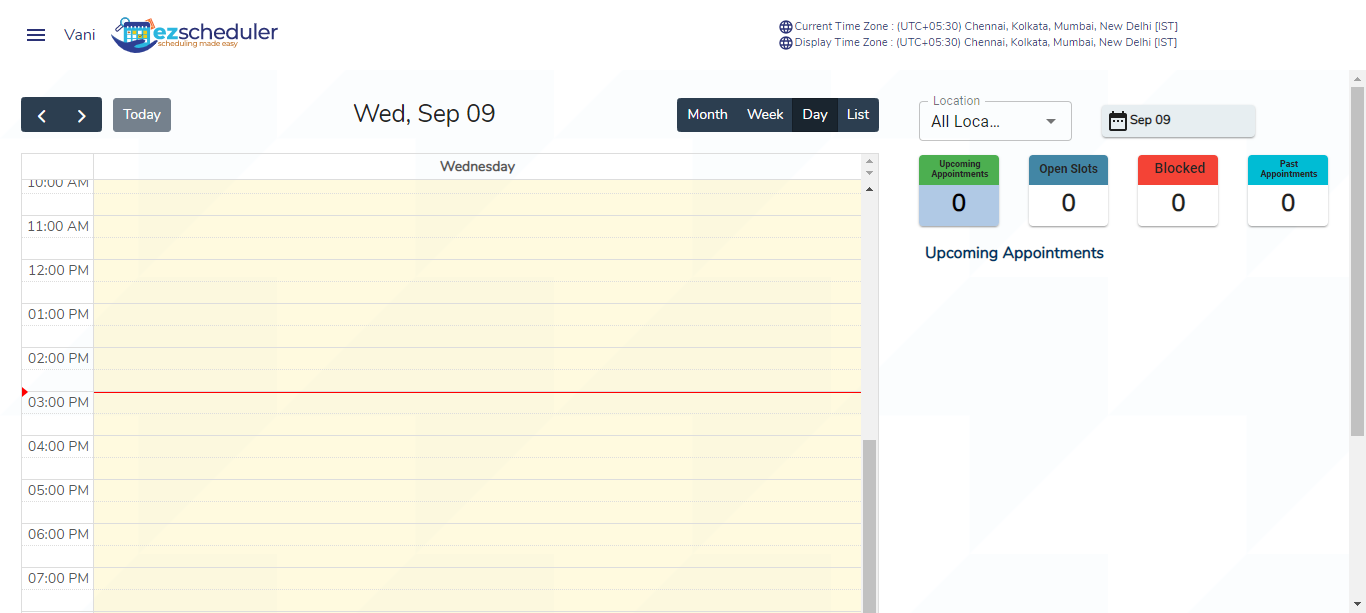 Vani
ezscheduler
scheduling made easy
Current Time Zone : (UTC+05:30) Chennai, Kolkata, Mumbai, New Delhi [IST]
Display Time Zone : (UTC+05:30) Chennai, Kolkata, Mumbai, New Delhi [IST]
Today
Wed, Sep 09
Month Week Day List
Location
All Loca...
Sep 09
Wednesday
10:00 AM
11:00 AM
12:00 PM
01:00 PM
02:00 PM
03:00 PM
04:00 PM
05:00 PM
06:00 PM
07:00 PM
Upcoming
Appointments
0
Open Slots
0
Blocked
0
Past
Appointments
0
Upcoming Appointments